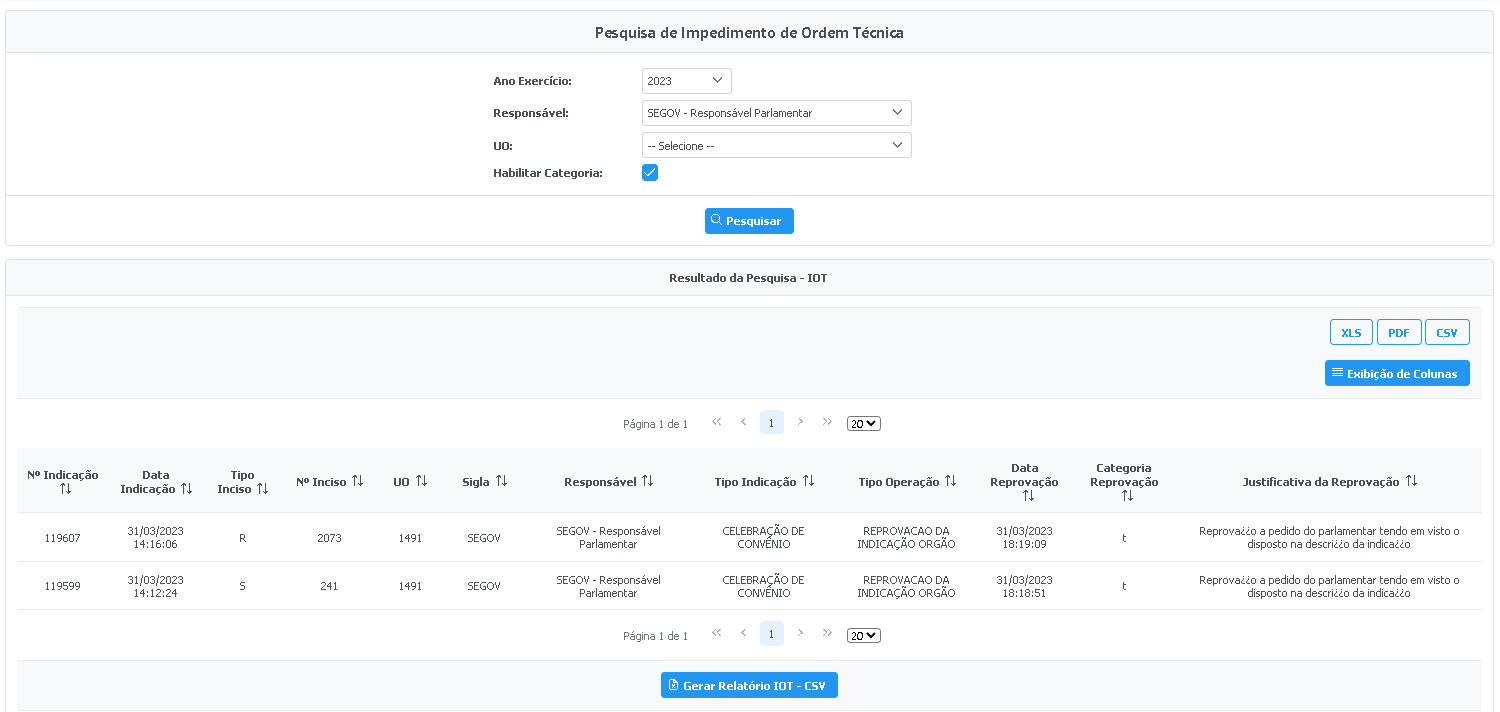 Pesquisa de Impedimento de Ordem Técnica
Ano Exercício: 2023
Responsável: SEGOV - Responsável Parlamentar
UO: -- Selecione --
Habilitar Categoria:
Pesquisar
Resultado da Pesquisa - IOT
XLS PDF CSV
Exibição de Colunas
Página 1 de 1 1 20
Nº Indicação Data Indicação Tipo Inciso Nº Inciso UO Sigla Responsável Tipo Indicação Tipo Operação Data Reprovação Categoria Reprovação Justificativa da Reprovação
119607 31/03/2023 14:16:06 R 2073 1491 SEGOV SEGOV - Responsável Parlamentar CELEBRAÇÃO DE CONVÊNIO REPROVACAO DA INDICAÇÃO ORGÃO 31/03/2023 18:19:09 t Reprova¿¿o a pedido do parlamentar tendo em visto o disposto na descri¿¿o da indica¿¿o
119599 31/03/2023 14:12:24 S 241 1491 SEGOV SEGOV - Responsável Parlamentar CELEBRAÇÃO DE CONVÊNIO REPROVACAO DA INDICAÇÃO ORGÃO 31/03/2023 18:18:51 t Reprova¿¿o a pedido do parlamentar tendo em visto o disposto na descri¿¿o da indica¿¿o
Página 1 de 1 1 20
Gerar Relatório IOT - CSV